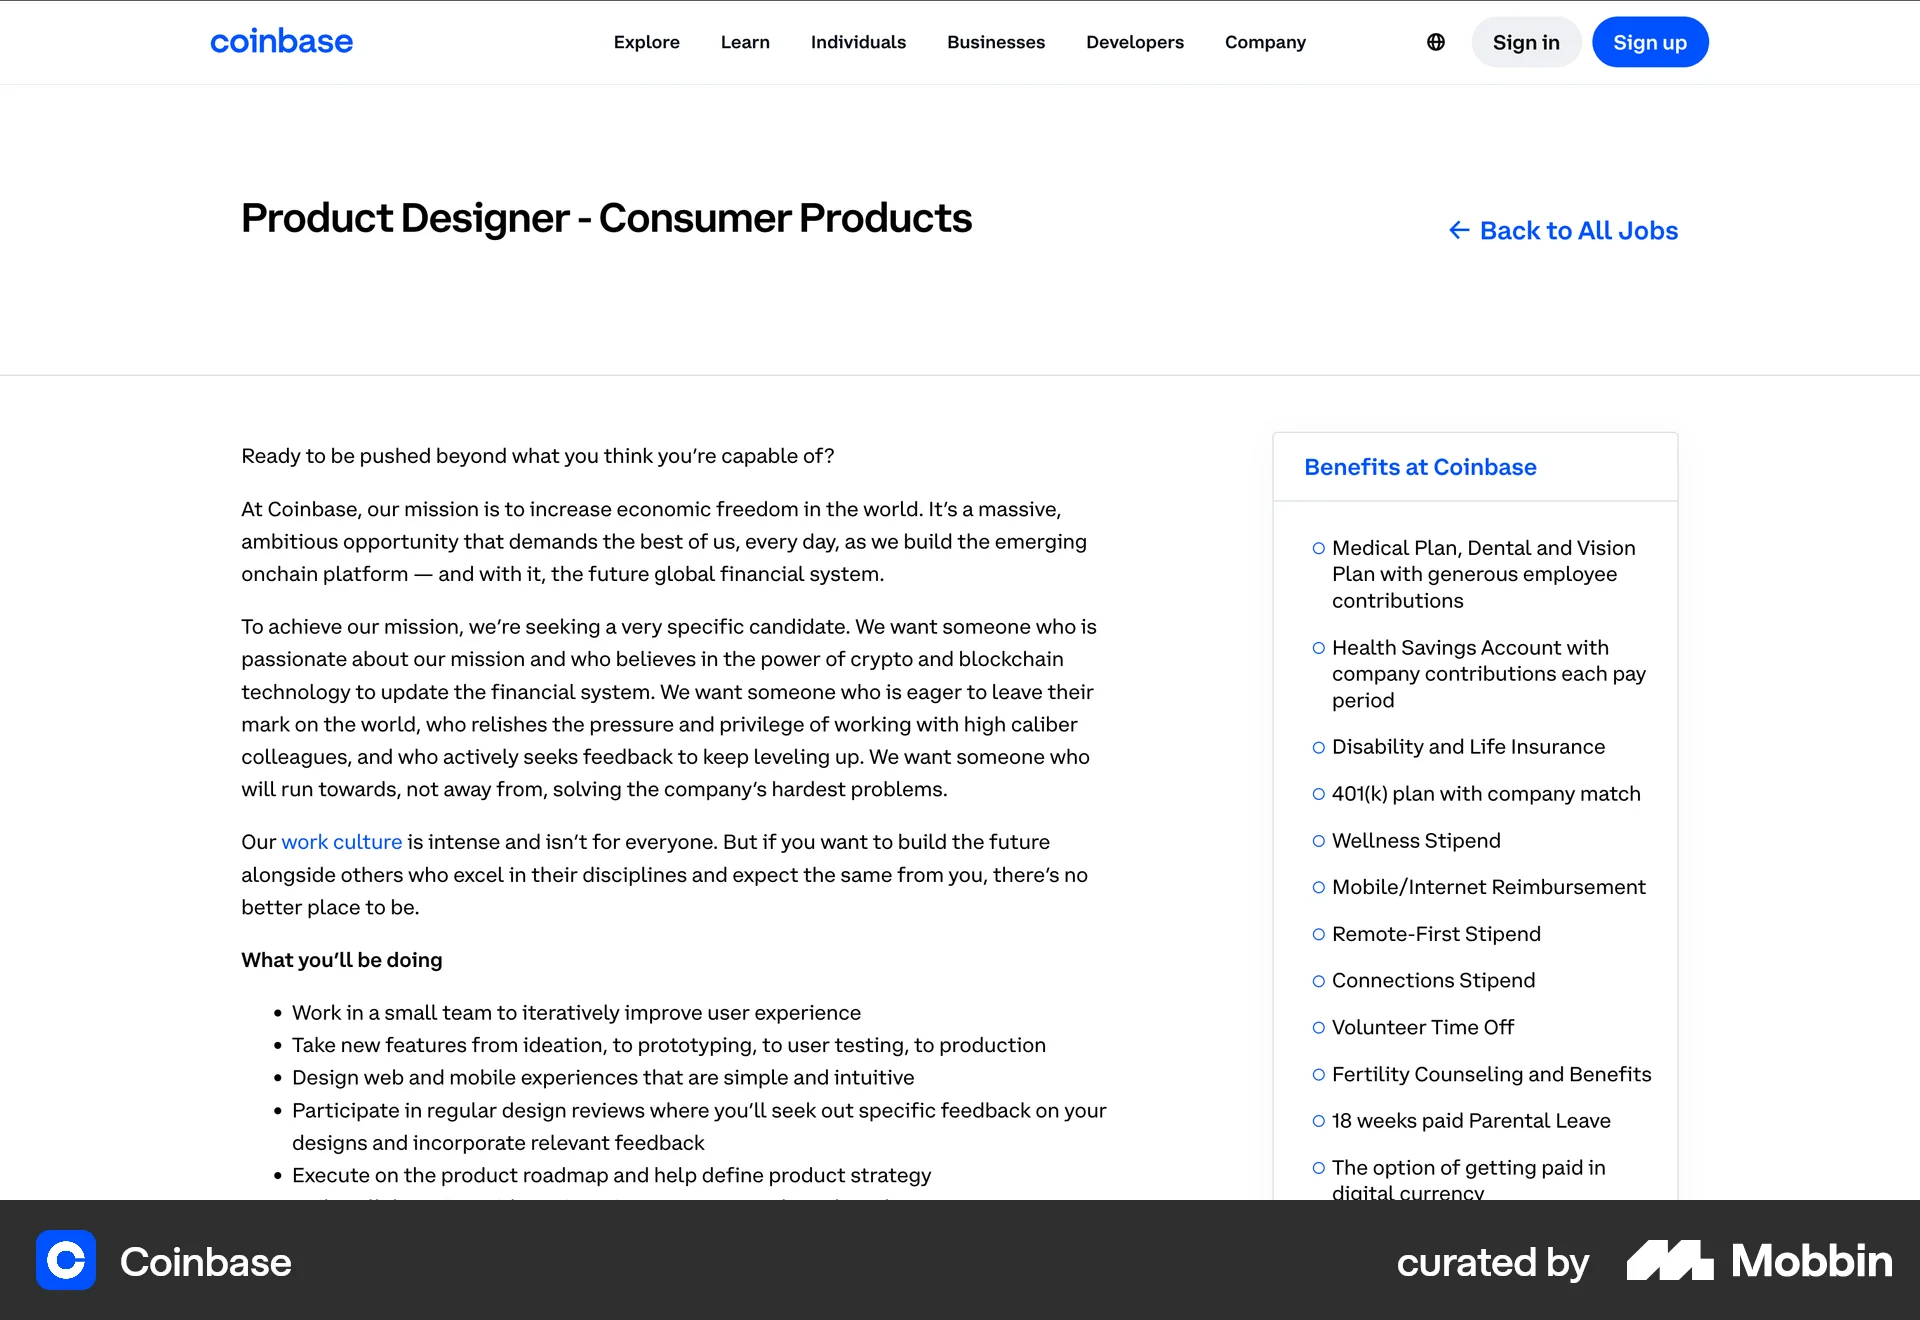 coinbase
Explore
Learn
Individuals
Businesses
Developers
Company
Sign in
Sign up
Product Designer - Consumer Products
← Back to All Jobs
Ready to be pushed beyond what you think you’re capable of?
At Coinbase, our mission is to increase economic freedom in the world. It’s a massive,
ambitious opportunity that demands the best of us, every day, as we build the emerging
onchain platform — and with it, the future global financial system.
To achieve our mission, we’re seeking a very specific candidate. We want someone who is
passionate about our mission and who believes in the power of crypto and blockchain
technology to update the financial system. We want someone who is eager to leave their
mark on the world, who relishes the pressure and privilege of working with high caliber
colleagues, and who actively seeks feedback to keep leveling up. We want someone who
will run towards, not away from, solving the company’s hardest problems.
Our work culture is intense and isn’t for everyone. But if you want to build the future
alongside others who excel in their disciplines and expect the same from you, there’s no
better place to be.
What you’ll be doing
• Work in a small team to iteratively improve user experience
• Take new features from ideation, to prototyping, to user testing, to production
• Design web and mobile experiences that are simple and intuitive
• Participate in regular design reviews where you’ll seek out specific feedback on your
designs and incorporate relevant feedback
• Execute on the product roadmap and help define product strategy
Benefits at Coinbase
Medical Plan, Dental and Vision
Plan with generous employee
contributions
Health Savings Account with
company contributions each pay
period
Disability and Life Insurance
401(k) plan with company match
Wellness Stipend
Mobile/Internet Reimbursement
Remote-First Stipend
Connections Stipend
Volunteer Time Off
Fertility Counseling and Benefits
18 weeks paid Parental Leave
The option of getting paid in
digital currency
Coinbase
curated by
Mobbin